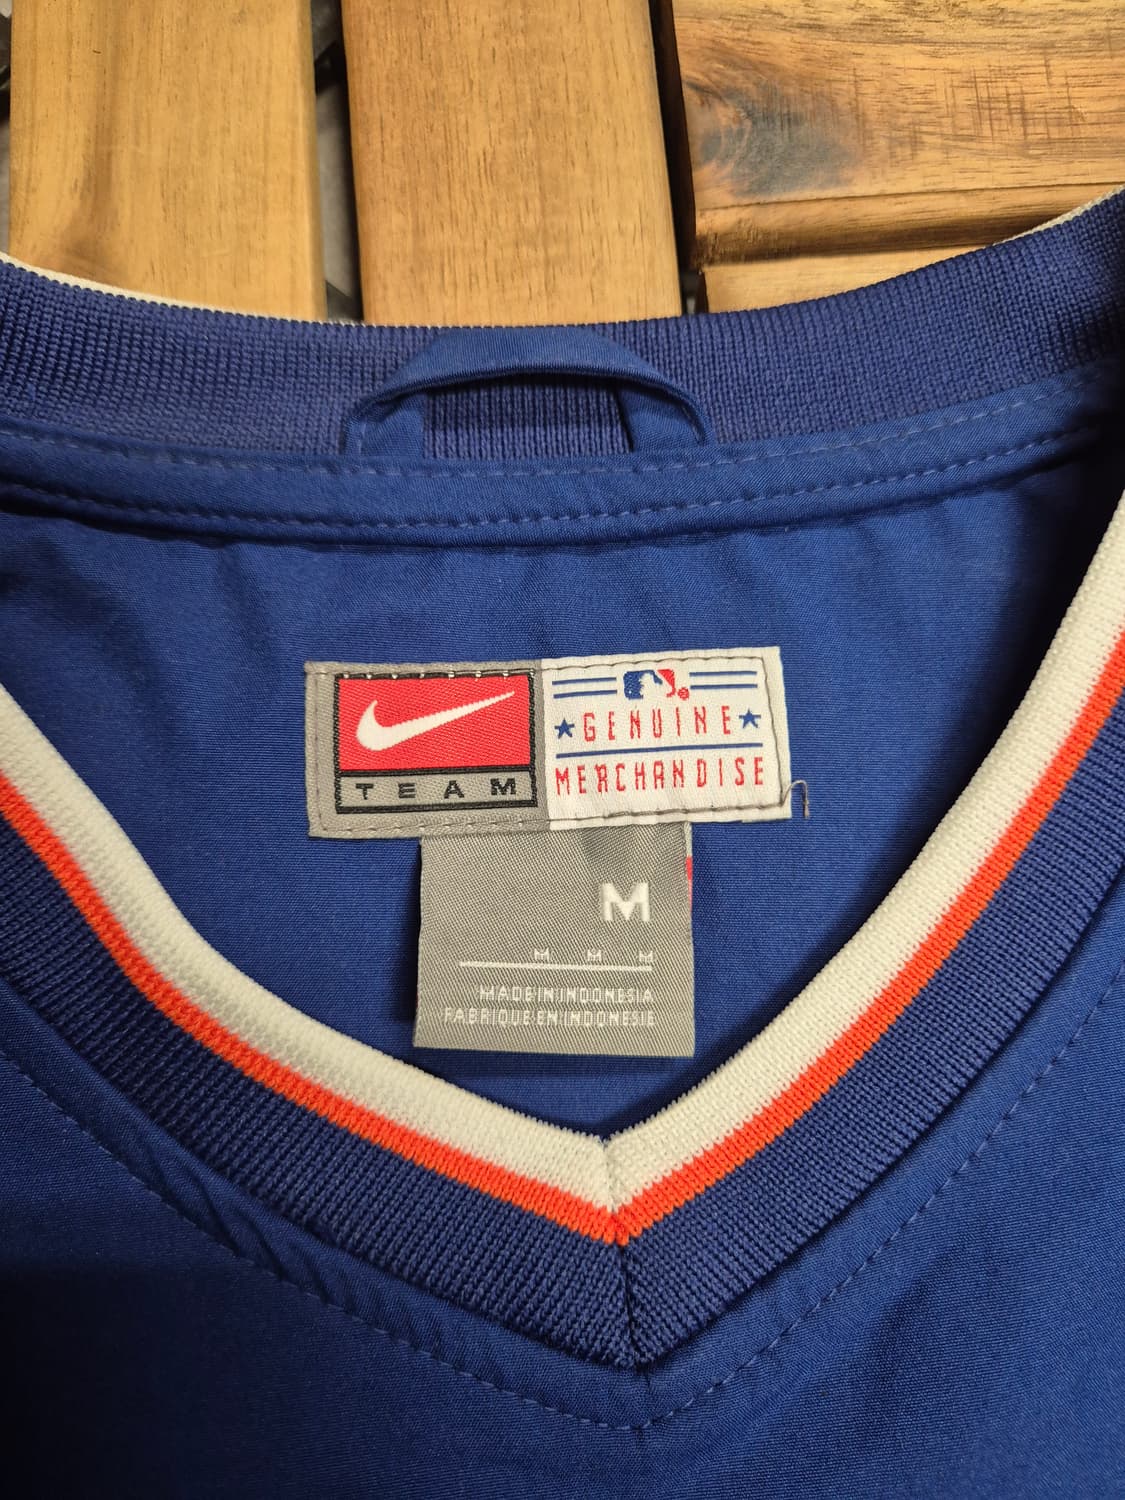 TEAM
GENUINE
MERCHANDISE
M
M M M
MADE IN INDONESIA
FABRIQUE EN INDONESIE